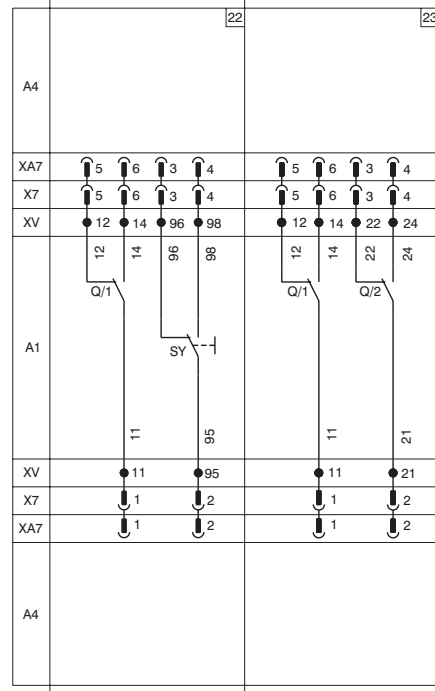 22 23
A4
XA7 5 6 3 4 5 6 3 4
X7 5 6 3 4 5 6 3 4
XV 12 14 96 98 12 14 22 24
12 14 96 98 12 14 22 24
Q/1 Q/1 Q/2
A1 SY
11 95 11 21
XV 11 95 11 21
X7 1 2 1 2
XA7 1 2 1 2
A4